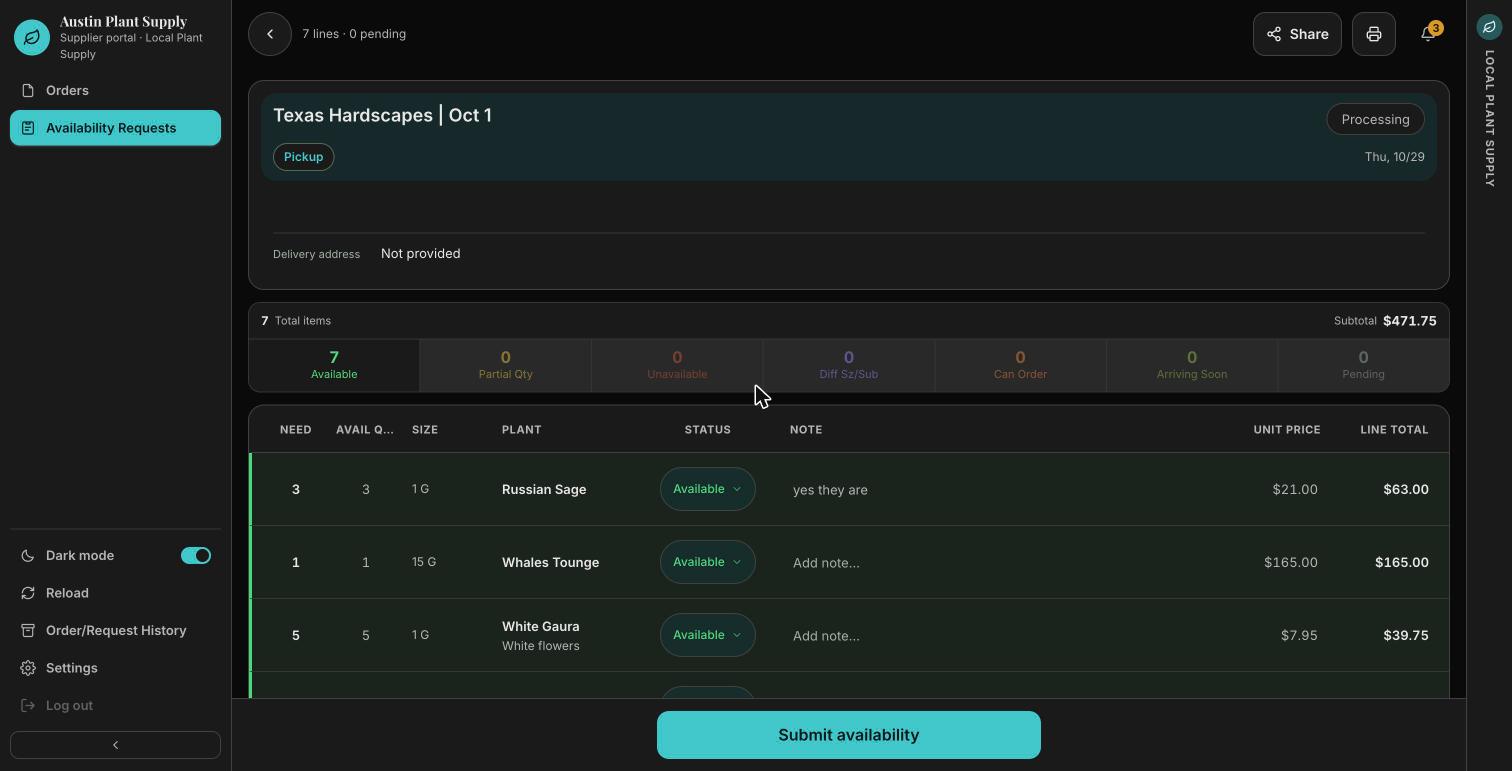 Austin Plant Supply
Supplier portal · Local Plant
Supply
Orders
Availability Requests
Dark mode
Reload
Order/Request History
Settings
Log out
7 lines · 0 pending
Share
3
LOCAL PLANT SUPPLY
Texas Hardscapes | Oct 1
Processing
Pickup
Thu, 10/29
Delivery address Not provided
7 Total items
Subtotal $471.75
7 0 0 0 0 0 0
Available Partial Qty Unavailable Diff Sz/Sub Can Order Arriving Soon Pending
NEED AVAIL Q... SIZE PLANT STATUS NOTE UNIT PRICE LINE TOTAL
3 3 1 G Russian Sage Available yes they are $21.00 $63.00
1 1 15 G Whales Tounge Available Add note... $165.00 $165.00
5 5 1 G White Gaura Available Add note... $7.95 $39.75
White flowers
Submit availability